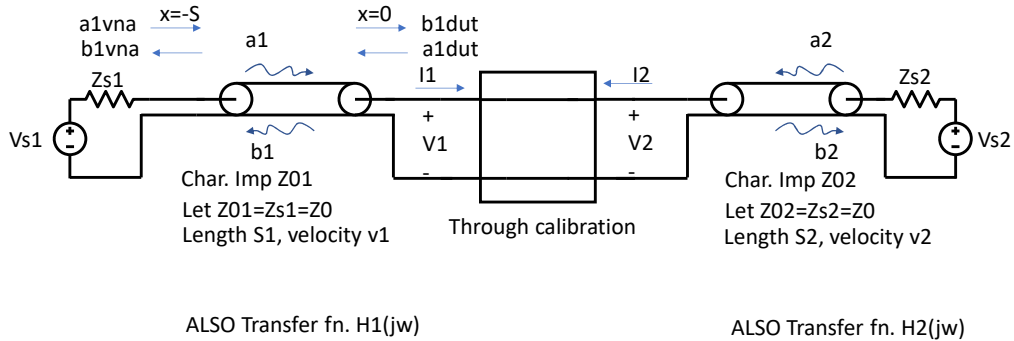 a1vna
x=-S
x=0
b1dut
b1vna
a1dut
a1
a2
Zs1
I1
I2
Zs2
+
-
Vs1
+
V1
-
+
V2
-
+
-
Vs2
b1
b2
Char. Imp Z01
Let Z01=Zs1=Z0
Length S1, velocity v1
Through calibration
Char. Imp Z02
Let Z02=Zs2=Z0
Length S2, velocity v2
ALSO Transfer fn. H1(jw)
ALSO Transfer fn. H2(jw)